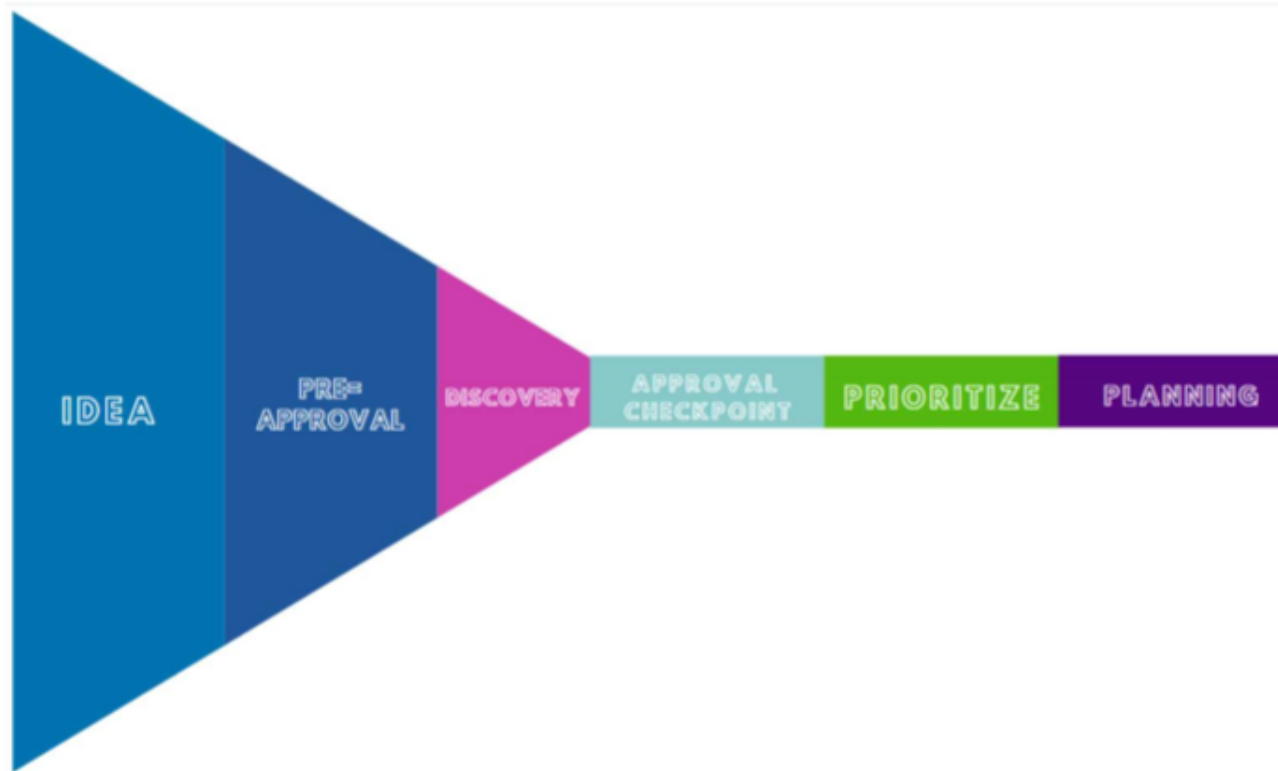 IDEA
PRE=
APPROVAL
DISCOVERY
APPROVAL
CHECKPOINT
PRIORITIZE
PLANNING